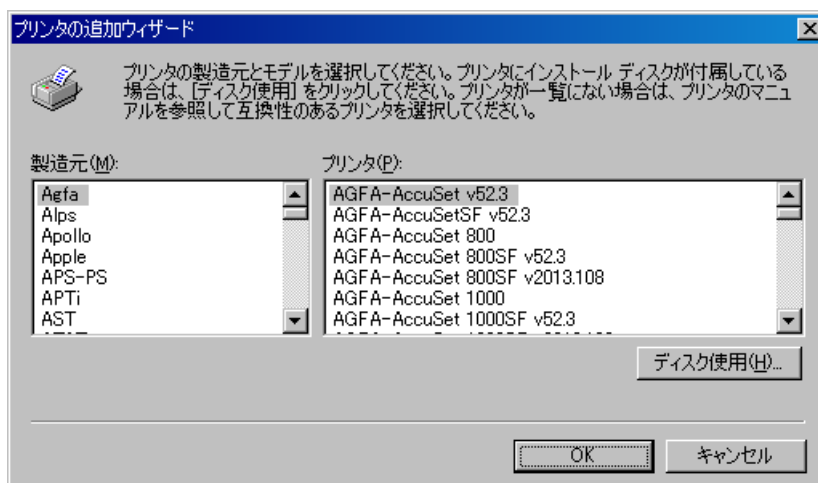 プリンタの追加ウィザード
プリンタの製造元とモデルを選択してください。プリンタにインストール ディスクが付属している
場合は、[ディスク使用] をクリックしてください。プリンタが一覧にない場合は、プリンタのマニュ
アルを参照して互換性のあるプリンタを選択してください。
製造元(M):
Agfa
Alps
Apollo
Apple
APS-PS
APTi
AST
プリンタ(P):
AGFA-AccuSet v52.3
AGFA-AccuSetSF v52.3
AGFA-AccuSet 800
AGFA-AccuSet 800SF v52.3
AGFA-AccuSet 800SF v2013.108
AGFA-AccuSet 1000
AGFA-AccuSet 1000SF v52.3
ディスク使用(H)...
OK
キャンセル